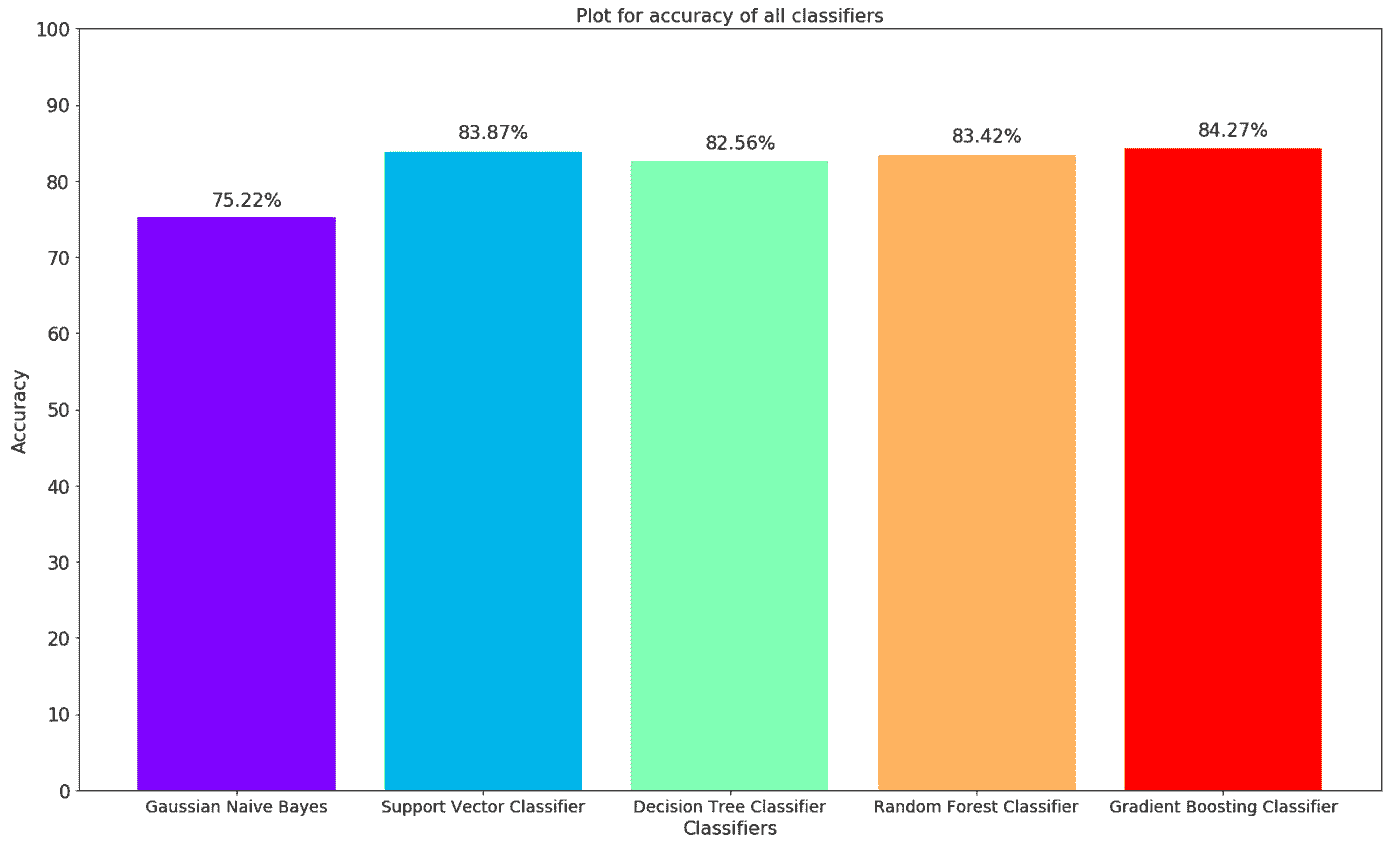 Plot for accuracy of all classifiers
100
90
80
70
60
50
40
30
20
10
0
Accuracy
75.22%
83.87%
82.56%
83.42%
84.27%
Gaussian Naive Bayes
Support Vector Classifier
Decision Tree Classifier
Random Forest Classifier
Gradient Boosting Classifier
Classifiers